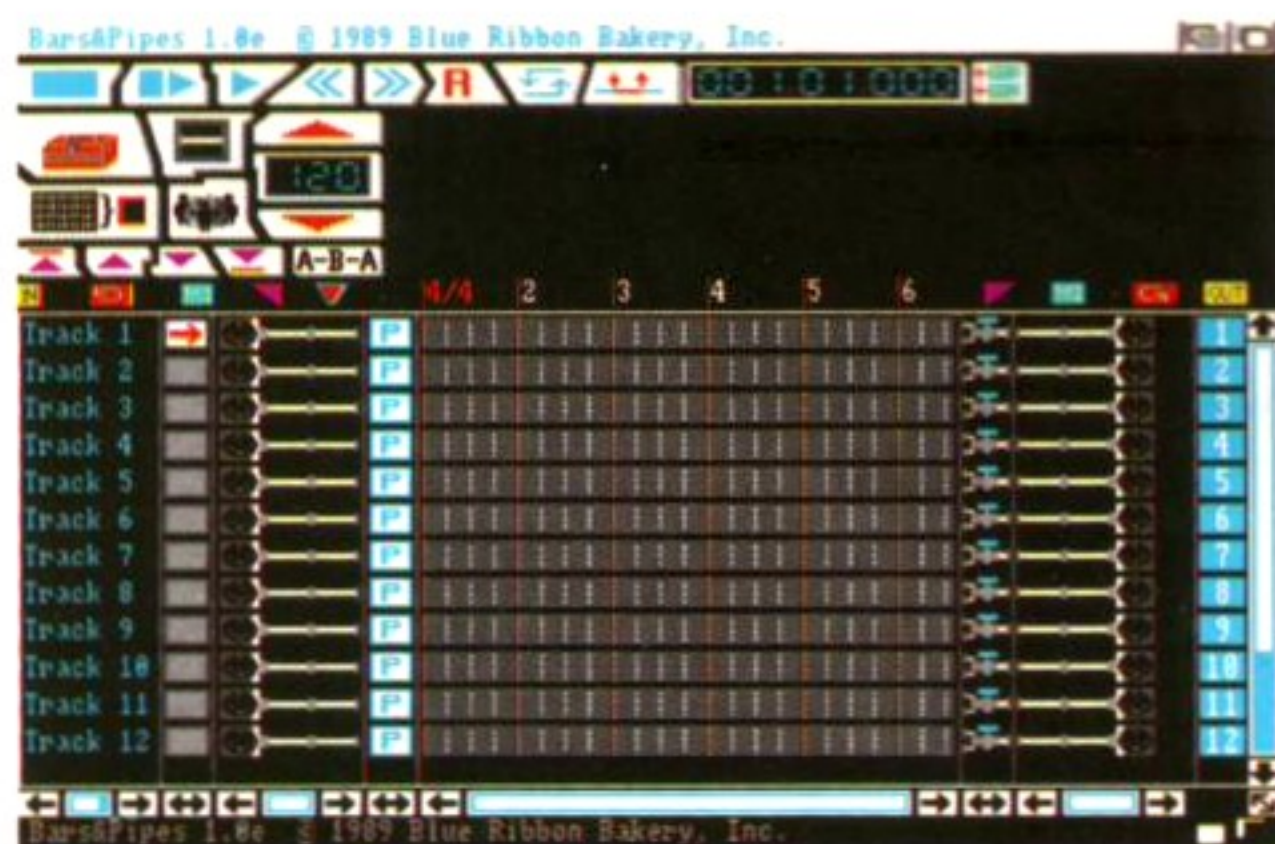 Bars&Pipes 1.0e © 1989 Blue Ribbon Bakery, Inc.
R 00:01:000
120
A-B-A
IN 4/4 2 3 4 5 6 OUT
Track 1 P 1
Track 2 P 2
Track 3 P 3
Track 4 P 4
Track 5 P 5
Track 6 P 6
Track 7 P 7
Track 8 P 8
Track 9 P 9
Track 10 P 10
Track 11 P 11
Track 12 P 12
Bars&Pipes 1.0e © 1989 Blue Ribbon Bakery, Inc.